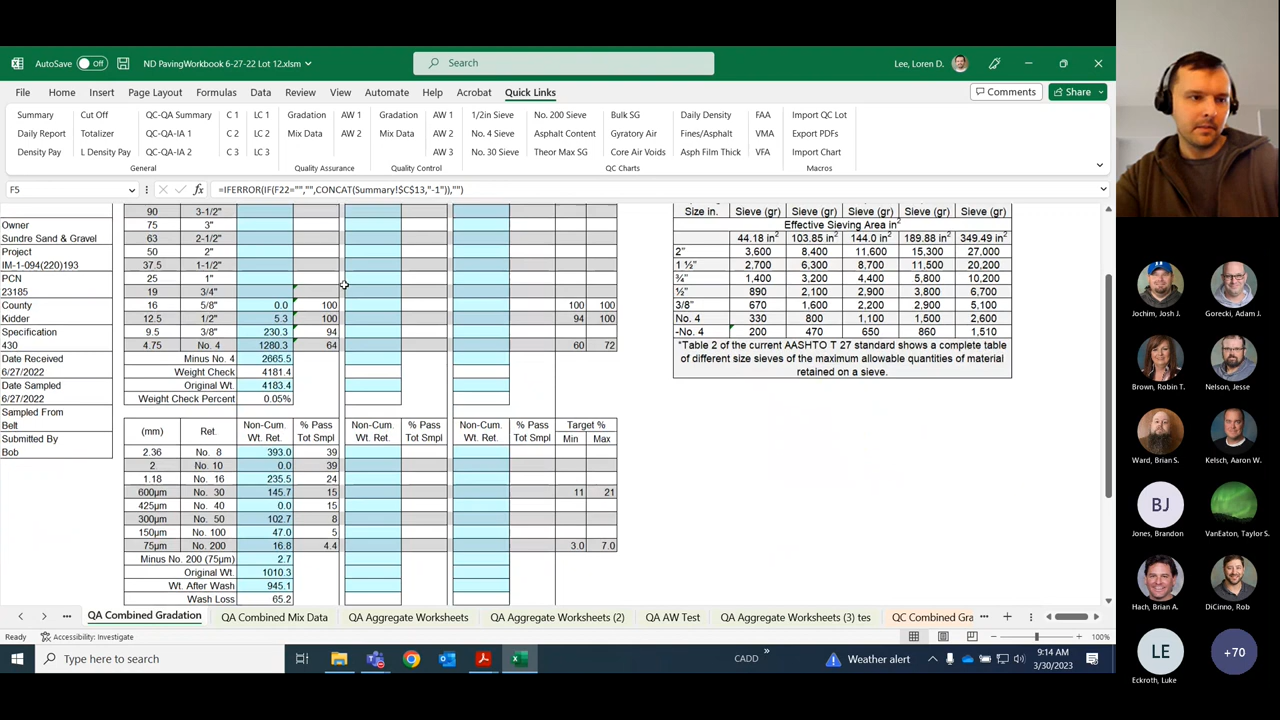 AutoSave Off ND PavingWorkbook 6-27-22 Lot 12.xlsm Search Lee, Loren D.
File Home Insert Page Layout Formulas Data Review View Automate Help Acrobat Quick Links Comments Share
Summary Cut Off QC-QA Summary C 1 LC 1 Gradation AW 1 Gradation AW 1 1/2in Sieve No. 200 Sieve Bulk SG Daily Density FAA Import QC Lot
Daily Report Totalizer QC-QA-IA 1 C 2 LC 2 Mix Data AW 2 Mix Data AW 2 No. 4 Sieve Asphalt Content Gyratory Air Fines/Asphalt VMA Export PDFs
Density Pay L Density Pay QC-QA-IA 2 C 3 LC 3 AW 3 No. 30 Sieve Theor Max SG Core Air Voids Asph Film Thick VFA Import Chart
General Quality Assurance Quality Control QC Charts Macros
F5 fx =IFERROR(IF(F22="","",CONCAT(Summary!$C$13,"-1")),"")
Owner
Sundre Sand & Gravel
Project
IM-1-094(220)193
PCN
23185
County
Kidder
Specification
430
Date Received
6/27/2022
Date Sampled
6/27/2022
Sampled From
Belt
Submitted By
Bob
90 3-1/2"
75 3"
63 2-1/2"
50 2"
37.5 1-1/2"
25 1"
19 3/4"
16 5/8" 0.0 100 100 100
12.5 1/2" 5.3 100 94 100
9.5 3/8" 230.3 94
4.75 No. 4 1280.3 64 60 72
Minus No. 4 2665.5
Weight Check 4181.4
Original Wt. 4183.4
Weight Check Percent 0.05%
(mm) Ret. Non-Cum. Wt. Ret. % Pass Tot Smpl Non-Cum. Wt. Ret. % Pass Tot Smpl Non-Cum. Wt. Ret. % Pass Tot Smpl Target %
Min Max
2.36 No. 8 393.0 39
2. No. 10 0.0 39
1.18 No. 16 235.5 24
600µm No. 30 145.7 15 11 21
425µm No. 40 0.0 15
300µm No. 50 102.7 8
150µm No. 100 47.0 5
75µm No. 200 16.8 4.4 3.0 7.0
Minus No. 200 (75µm) 2.7
Original Wt. 1010.3
Wt. After Wash 945.1
Wash Loss 65.2
Size in. Sieve (gr) Sieve (gr) Sieve (gr) Sieve (gr) Sieve (gr)
Effective Sieving Area in2
44.18 in2 103.85 in2 144.0 in2 189.88 in2 349.49 in2
2" 3,600 8,400 11,600 15,300 27,000
1 ½" 2,700 6,300 8,700 11,500 20,200
¾" 1,400 3,200 4,400 5,800 10,200
½" 890 2,100 2,900 3,800 6,700
3/8" 670 1,600 2,200 2,900 5,100
No. 4 330 800 1,100 1,500 2,600
-No. 4 200 470 650 860 1,510
*Table 2 of the current AASHTO T 27 standard shows a complete table
of different size sieves of the maximum allowable quantities of material
retained on a sieve.
QA Combined Gradation QA Combined Mix Data QA Aggregate Worksheets QA Aggregate Worksheets (2) QA AW Test QA Aggregate Worksheets (3) tes QC Combined Gra
Ready Accessibility: Investigate 100%
Type here to search CADD Weather alert 9:14 AM
3/30/2023
Jochim, Josh J. Gorecki, Adam J.
Brown, Robin T. Nelson, Jesse
Ward, Brian S. Kelsch, Aaron W.
BJ
Jones, Brandon VanEaton, Taylor S.
Hach, Brian A. DiCinno, Rob
LE +70
Eckroth, Luke